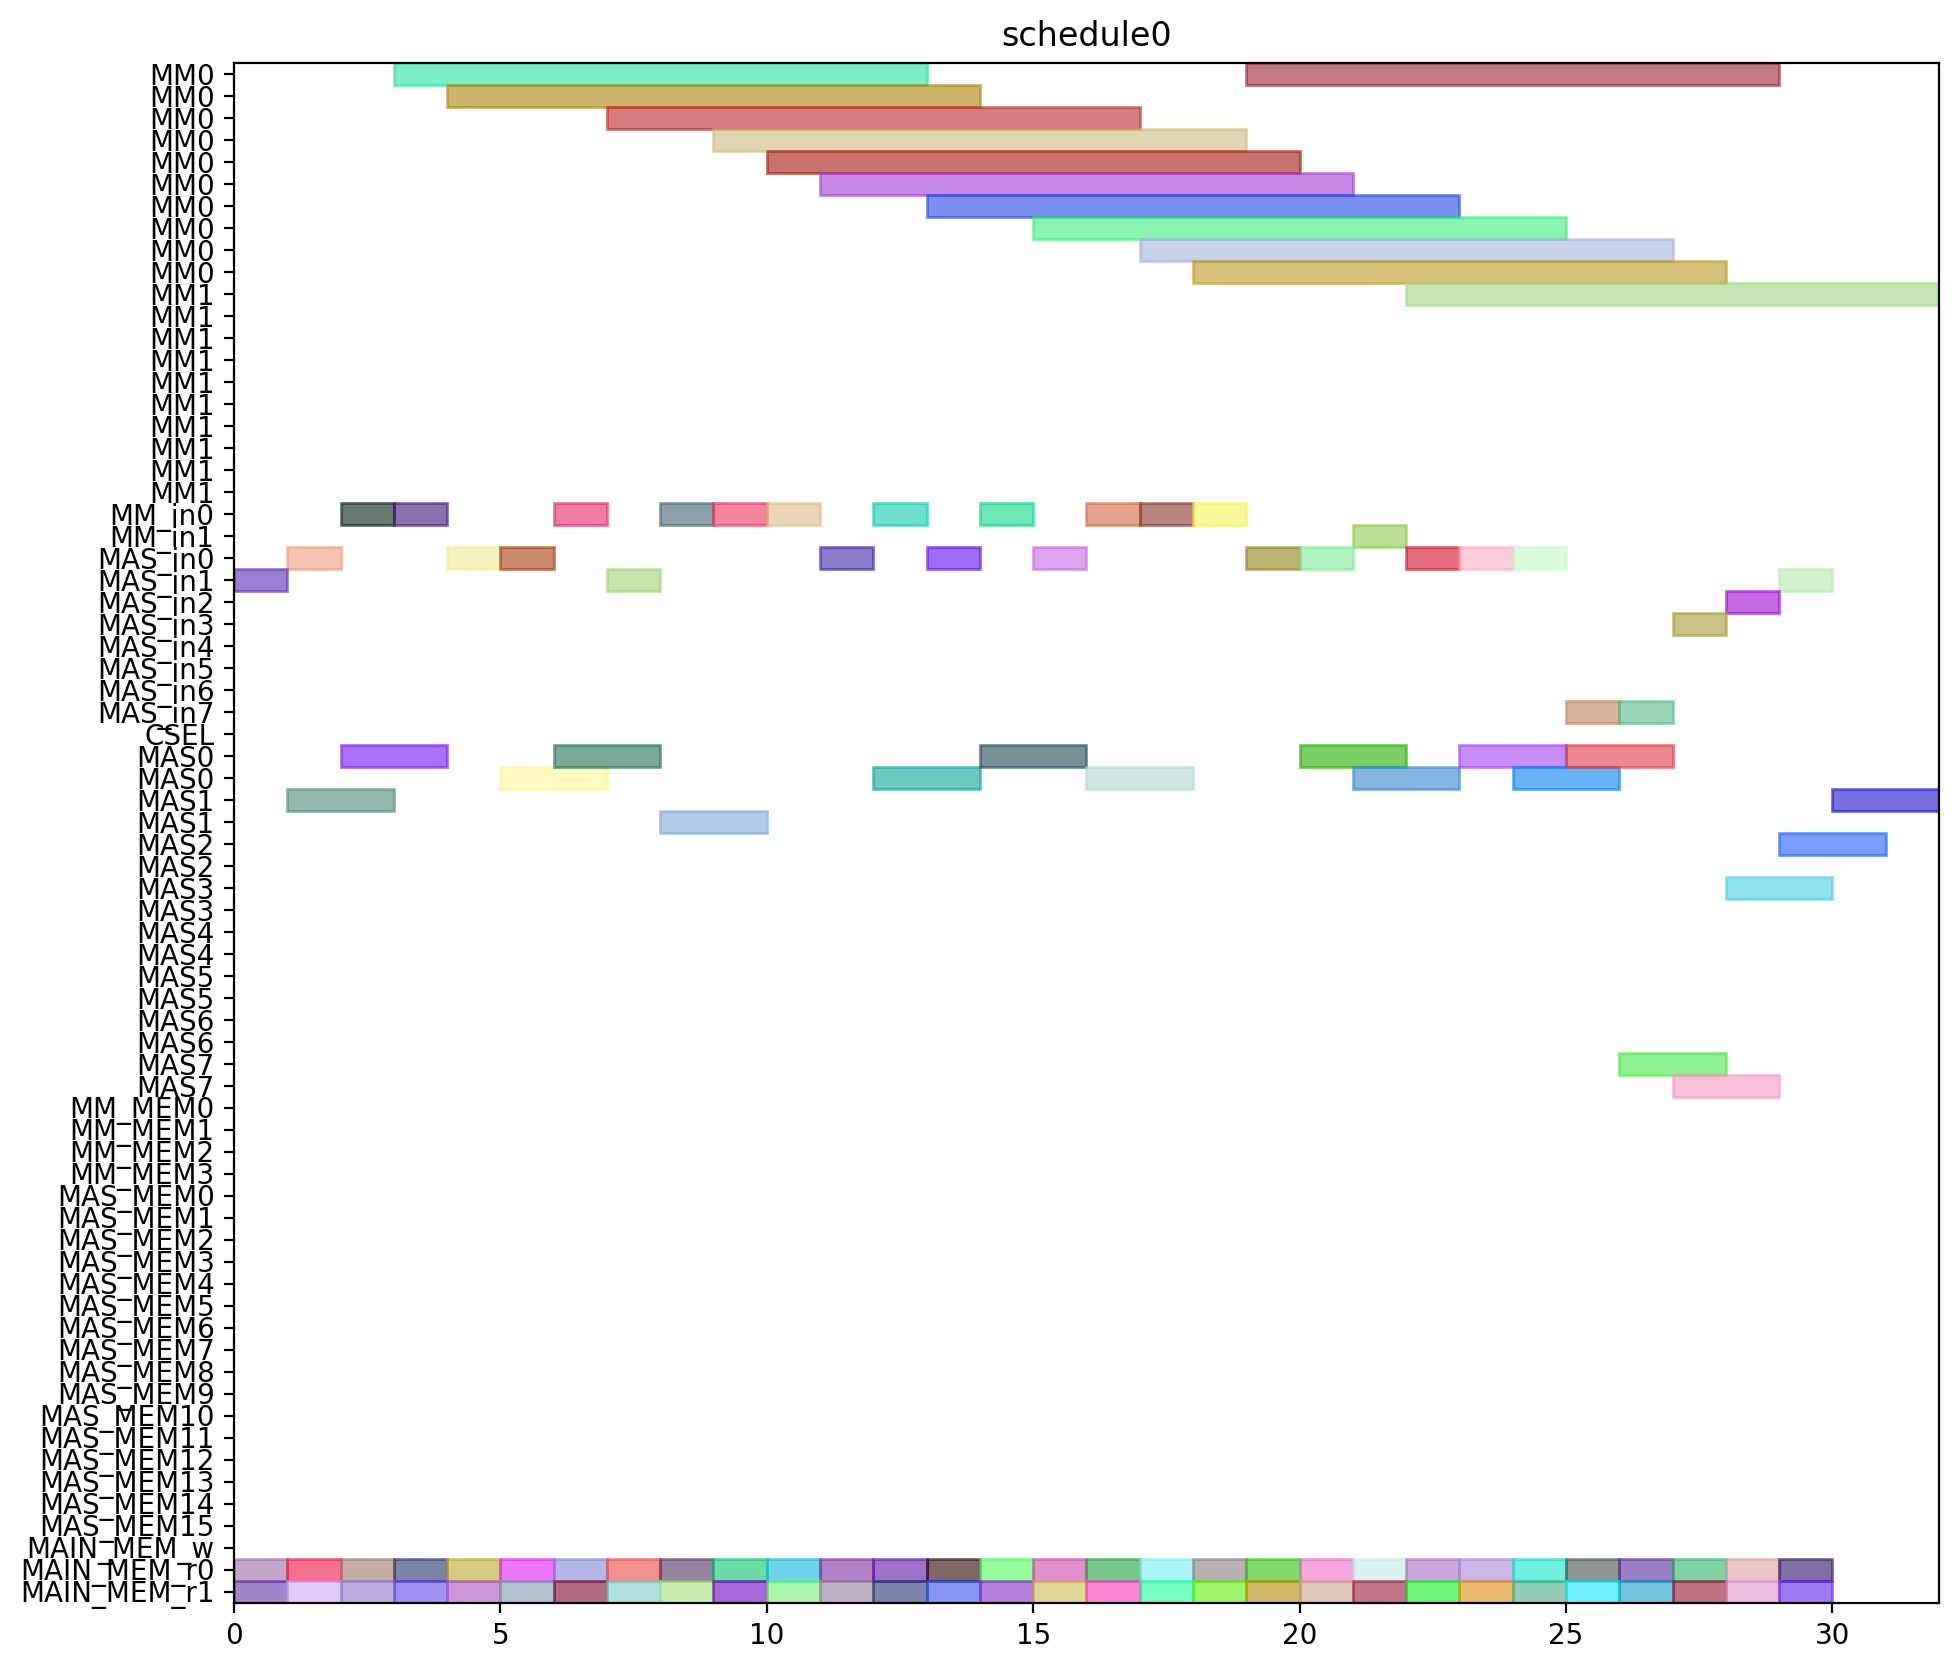 schedule0
MM0
MM0
MM0
MM0
MM0
MM0
MM0
MM0
MM0
MM0
MM1
MM1
MM1
MM1
MM1
MM1
MM1
MM1
MM1
MM1
MM_in0
MM_in1
MAS_in0
MAS_in1
MAS_in2
MAS_in3
MAS_in4
MAS_in5
MAS_in6
MAS_in7
CSEL
MAS0
MAS0
MAS1
MAS1
MAS2
MAS2
MAS3
MAS3
MAS4
MAS4
MAS5
MAS5
MAS6
MAS6
MAS7
MAS7
MM_MEM0
MM_MEM1
MM_MEM2
MM_MEM3
MAS_MEM0
MAS_MEM1
MAS_MEM2
MAS_MEM3
MAS_MEM4
MAS_MEM5
MAS_MEM6
MAS_MEM7
MAS_MEM8
MAS_MEM9
MAS_MEM10
MAS_MEM11
MAS_MEM12
MAS_MEM13
MAS_MEM14
MAS_MEM15
MAIN_MEM_w
MAIN_MEM_r0
MAIN_MEM_r1
0 5 10 15 20 25 30